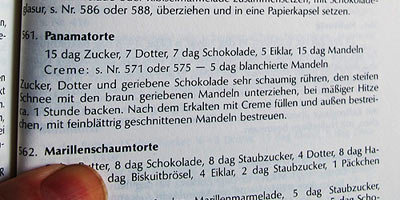 glasur, s. Nr. 586 oder 588, überziehen und in eine Papierkapsel setzen.
561. Panamatorte
15 dag Zucker, 7 Dotter, 7 dag Schokolade, 5 Eiklar, 15 dag Mandeln
Creme: s. Nr. 571 oder 575 — 5 dag blanchierte Mandeln
Zucker, Dotter und geriebene Schokolade sehr schaumig rühren, den steifen
Schnee mit den braun geriebenen Mandeln unterziehen, bei mäßiger Hitze
ca. 1 Stunde backen. Nach dem Erkalten mit Creme füllen und außen bestrei-
chen, mit feinblättrig geschnittenen Mandeln bestreuen.
562. Marillenschaumtorte
Dotter, 8 dag Schokolade, 8 dag Staubzucker, 4 Dotter, 8 dag Ha-
dag Biskuitbrösel, 4 Eiklar, 2 dag Staubzucker, 1 Päckchen
Marillenmarmelade, 5 dag Staubzucker,
dag Scho